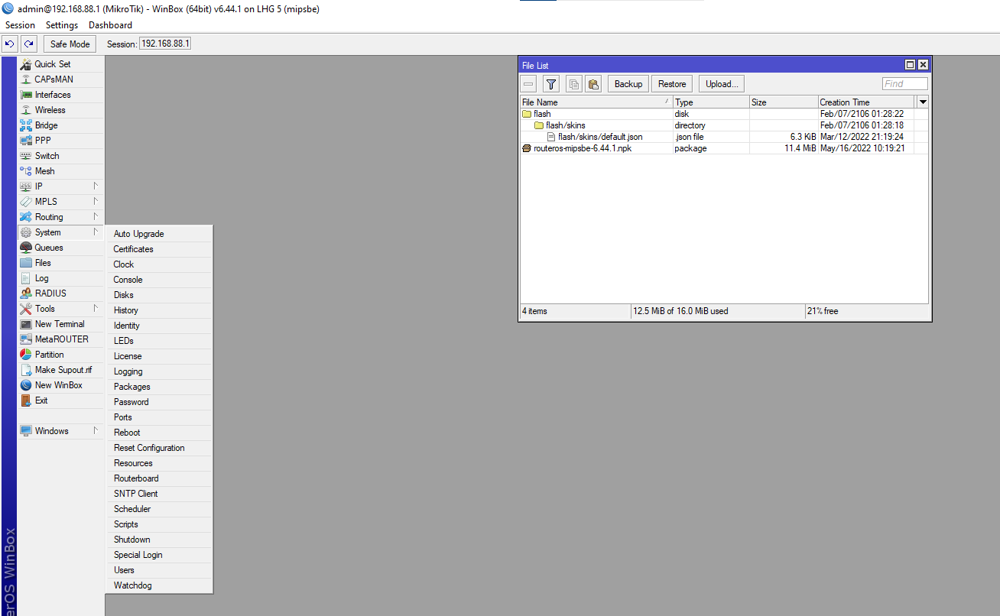 admin@192.168.88.1 (MikroTik) - WinBox (64bit) v6.44.1 on LHG 5 (mipsbe)
Session Settings Dashboard
Safe Mode Session: 192.168.88.1
Quick Set
CAPsMAN
Interfaces
Wireless
Bridge
PPP
Switch
Mesh
255 IP
MPLS
Routing
System
Queues
Files
Log
RADIUS
Tools
New Terminal
MetaROUTER
Partition
Make Supout.rif
New WinBox
Exit
Windows
erOS WinBox
Auto Upgrade
Certificates
Clock
Console
Disks
History
Identity
LEDs
License
Logging
Packages
Password
Ports
Reboot
Reset Configuration
Resources
Routerboard
SNTP Client
Scheduler
Scripts
Shutdown
Special Login
Users
Watchdog
File List
Backup Restore Upload... Find
File Name Type Size Creation Time
flash disk Feb/07/2106 01:28:22
flash/skins directory Feb/07/2106 01:28:18
flash/skins/default.json .json file 6.3 KiB Mar/12/2022 21:19:24
routeros-mipsbe-6.44.1.npk package 11.4 MiB May/16/2022 10:19:21
4 items 12.5 MiB of 16.0 MiB used 21% free